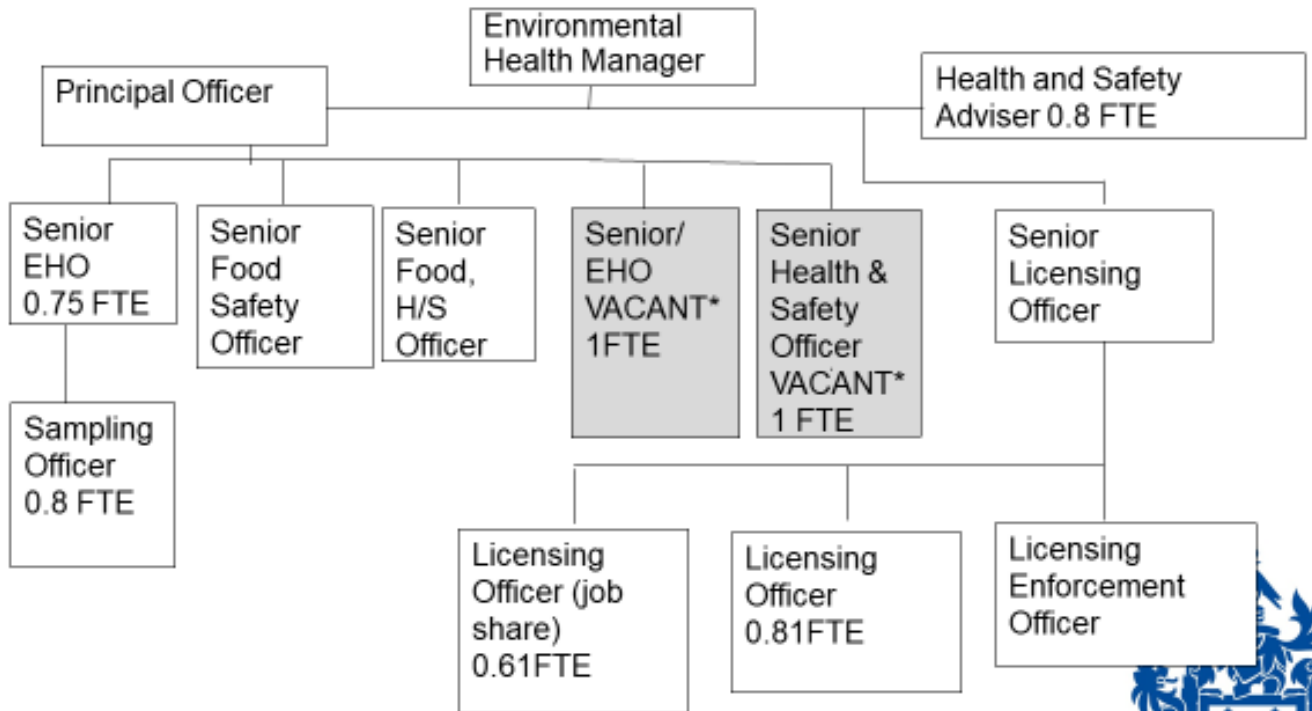 Environmental
Health Manager
Principal Officer
Health and Safety
Adviser 0.8 FTE
Senior
EHO
0.75 FTE
Senior
Food
Safety
Officer
Senior
Food,
H/S
Officer
Senior/
EHO
VACANT*
1FTE
Senior
Health &
Safety
Officer
VACANT*
1 FTE
Senior
Licensing
Officer
Sampling
Officer
0.8 FTE
Licensing
Officer (job
share)
0.61FTE
Licensing
Officer
0.81FTE
Licensing
Enforcement
Officer